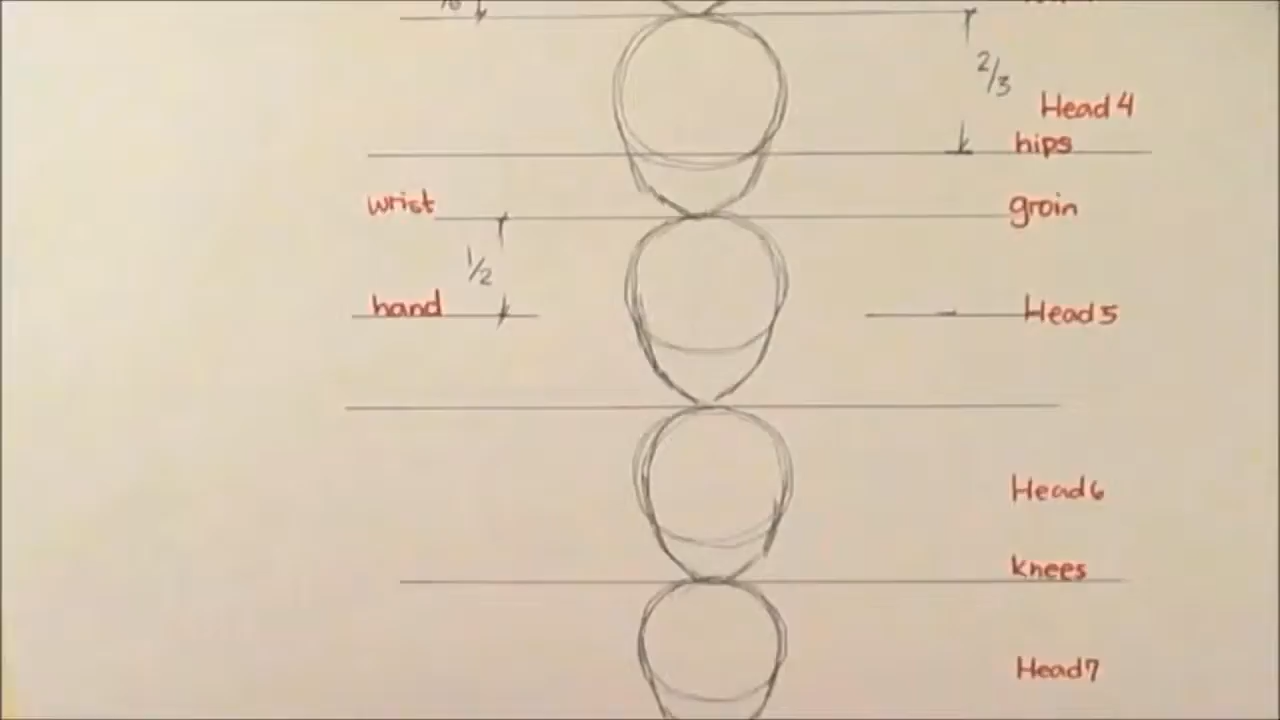 2/3
Head 4
hips
wrist
groin
1/2
hand
Head 5
Head 6
knees
Head 7